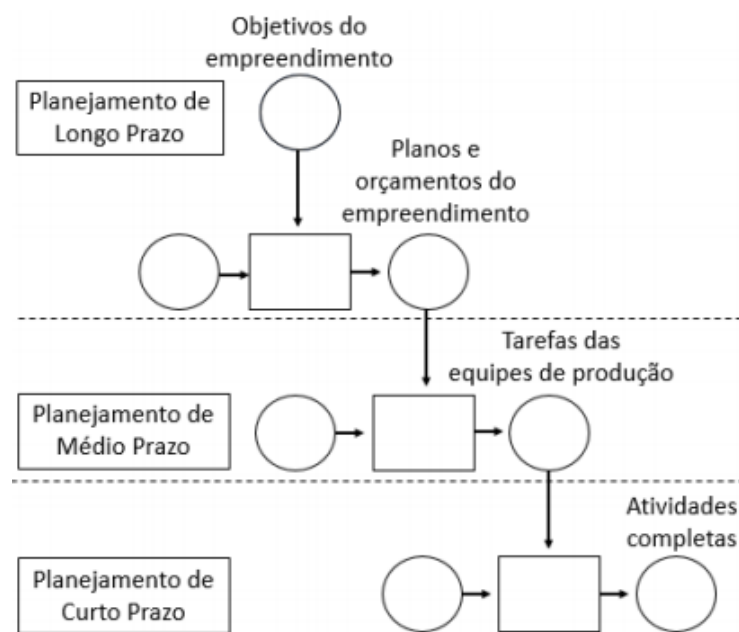 Objetivos do
empreendimento
Planejamento de
Longo Prazo
Planos e
orçamentos do
empreendimento
Tarefas das
equipes de produção
Planejamento de
Médio Prazo
Atividades
completas
Planejamento de
Curto Prazo